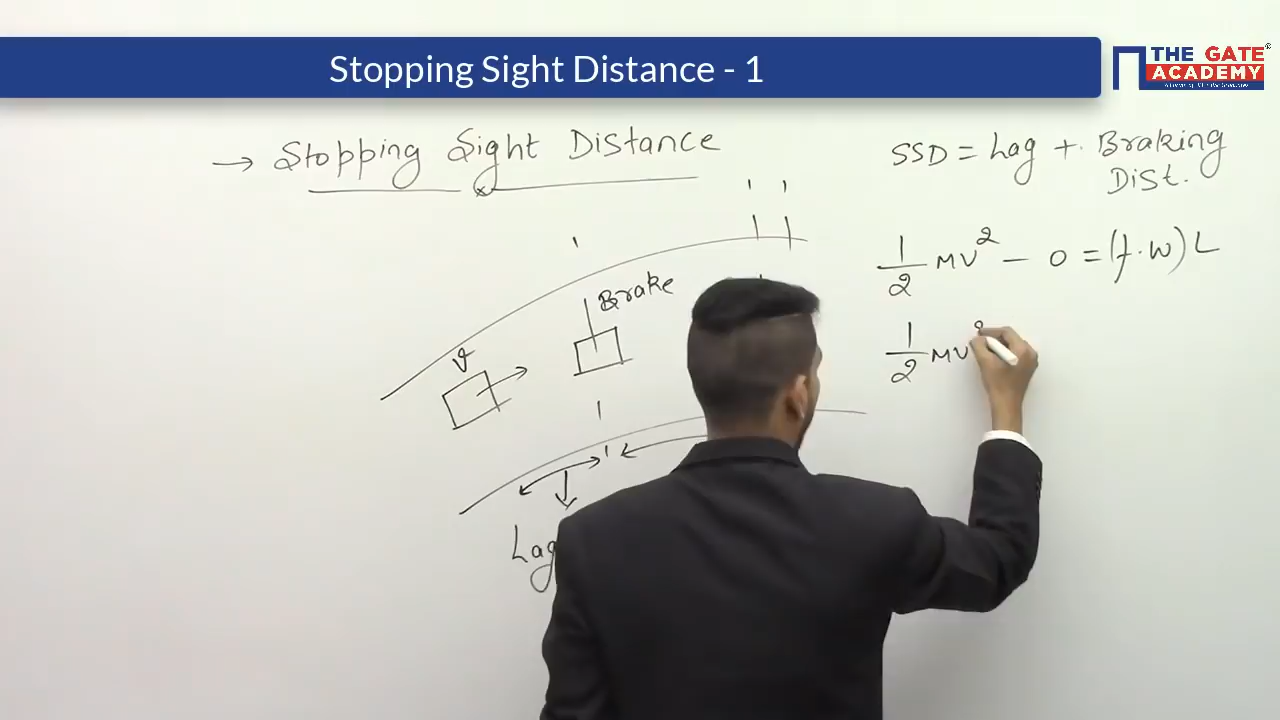 Stopping Sight Distance - 1
THE GATE
ACADEMY
→ Stopping Sight Distance
SSD = Lag + Braking
Dist.
1/2 mv² - 0 = (f.w) L
Brake
v
1/2 mv²
Lag